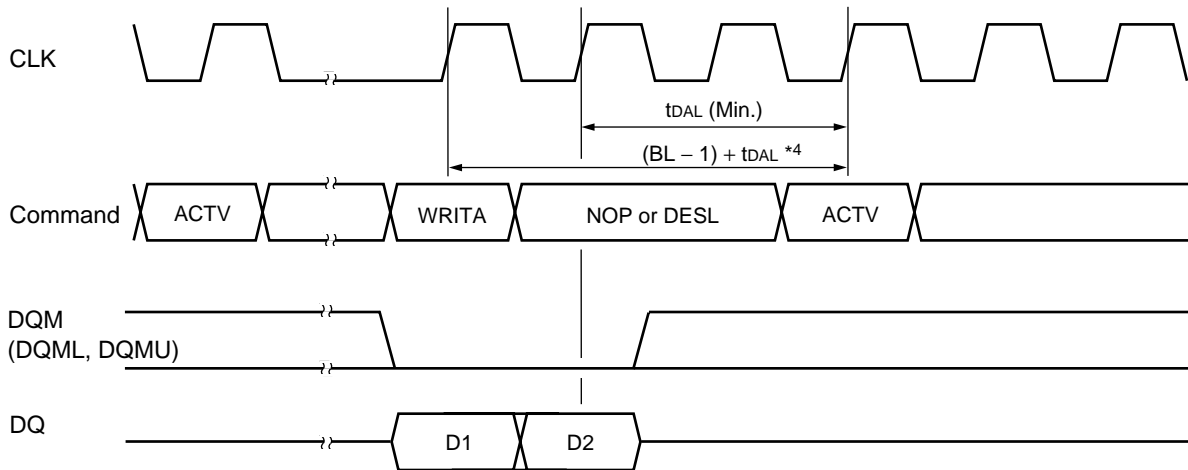 CLK
tDAL (Min.)
(BL − 1) + tDAL *4
Command ACTV WRITA NOP or DESL ACTV
DQM
(DQML, DQMU)
DQ D1 D2